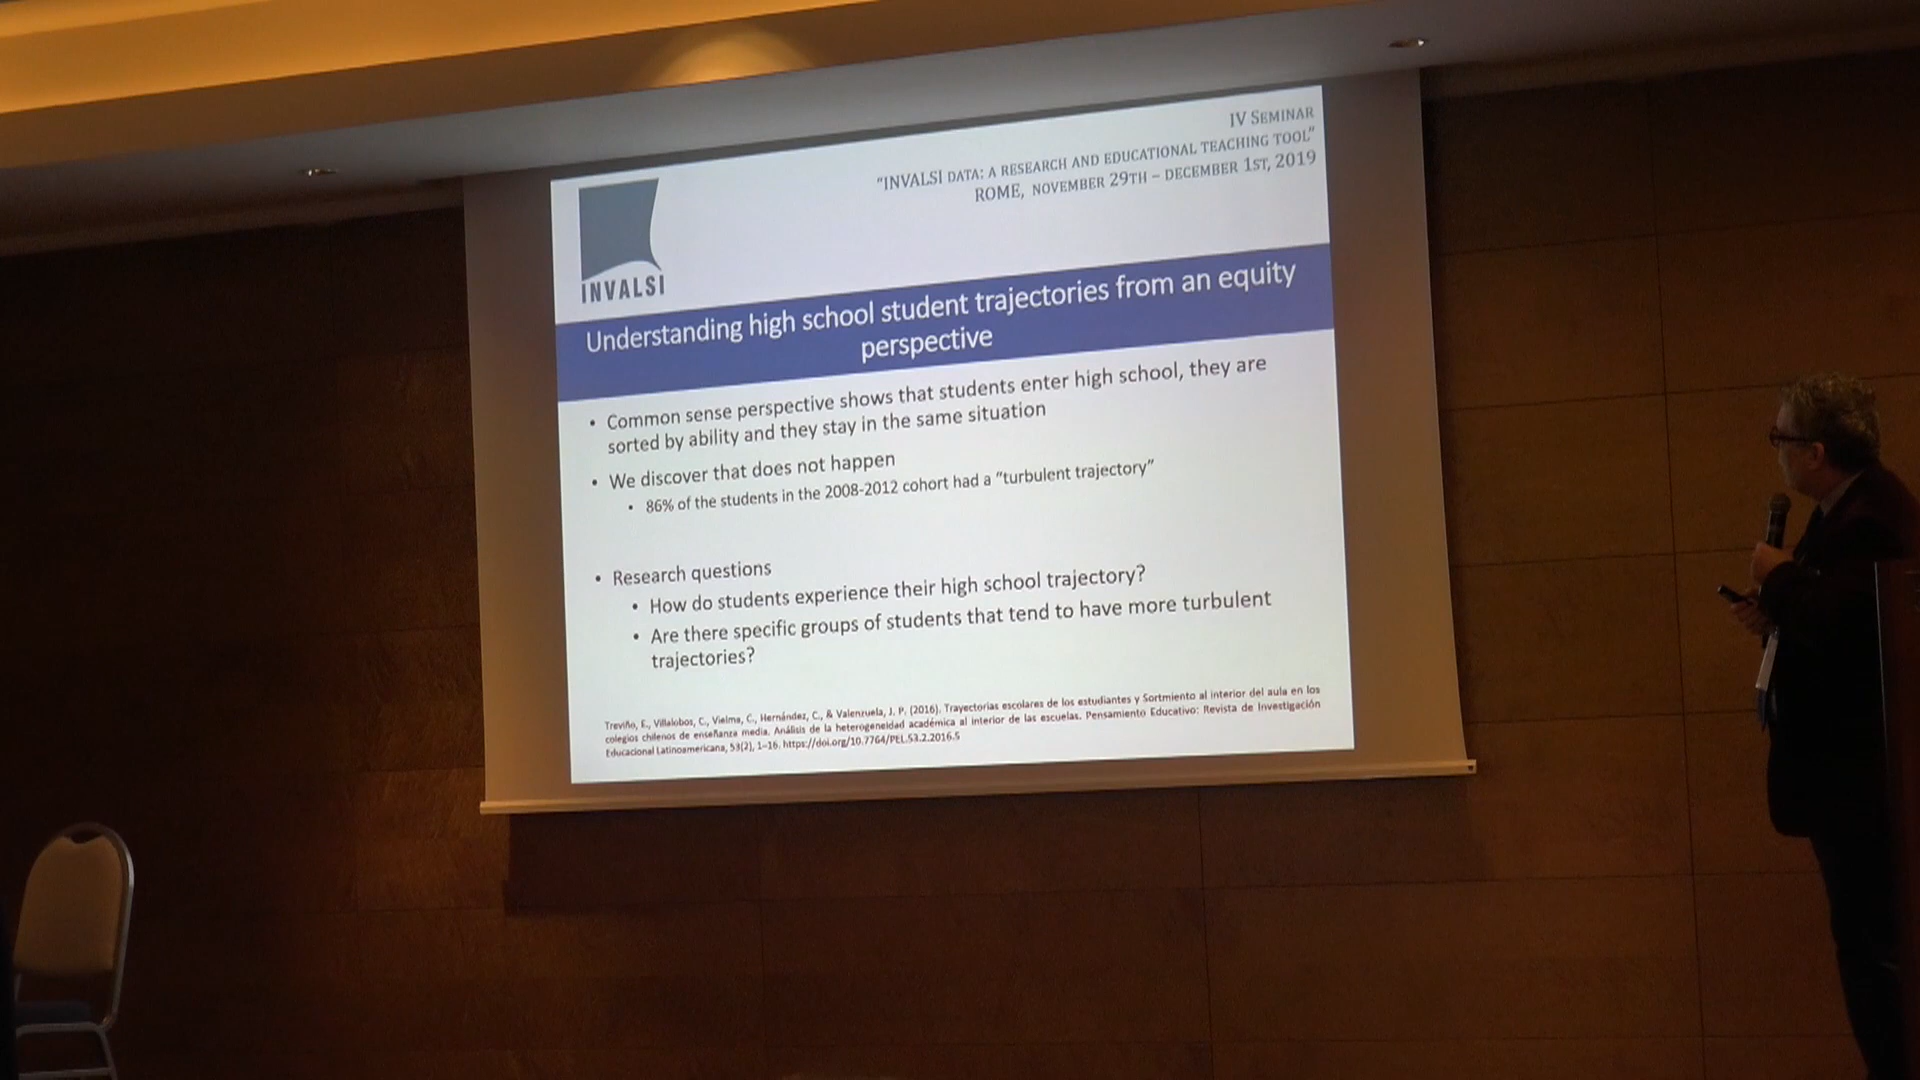 IV SEMINAR
"INVALSI DATA: A RESEARCH AND EDUCATIONAL TEACHING TOOL"
ROME, NOVEMBER 29TH – DECEMBER 1ST, 2019
INVALSI
Understanding high school student trajectories from an equity
perspective
• Common sense perspective shows that students enter high school, they are
sorted by ability and they stay in the same situation
• We discover that does not happen
• 86% of the students in the 2008-2012 cohort had a "turbulent trajectory"
• Research questions
• How do students experience their high school trajectory?
• Are there specific groups of students that tend to have more turbulent
trajectories?
Treviño, E., Villalobos, C., Vielma, C., Hernández, C., & Valenzuela, J. P. (2016). Trayectorias escolares de los estudiantes y Sortmiento al interior del aula en los
colegios chilenos de enseñanza media. Análisis de la heterogeneidad académica al interior de las escuelas. Pensamiento Educativo: Revista de Investigación
Educacional Latinoamericana, 53(2), 1–16. https://doi.org/10.7764/PEL.53.2.2016.5